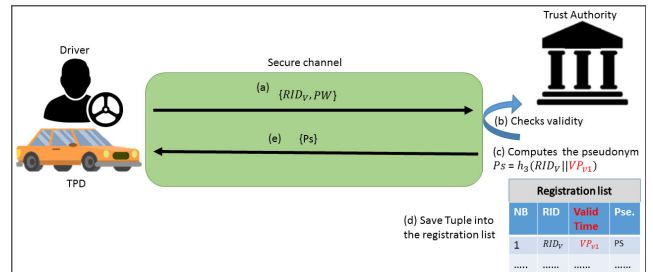 Trust Authority
Driver
Secure channel
(a) {RID_V, PW}
(b) Checks validity
(e) {Ps}
(c) Computes the pseudonym
Ps = h_3(RID_V||VP_v1)
TPD
Registration list
(d) Save Tuple into
the registration list
NB RID Valid Time Pse.
1 RID_V VP_v1 PS
..... ...... ...... ......